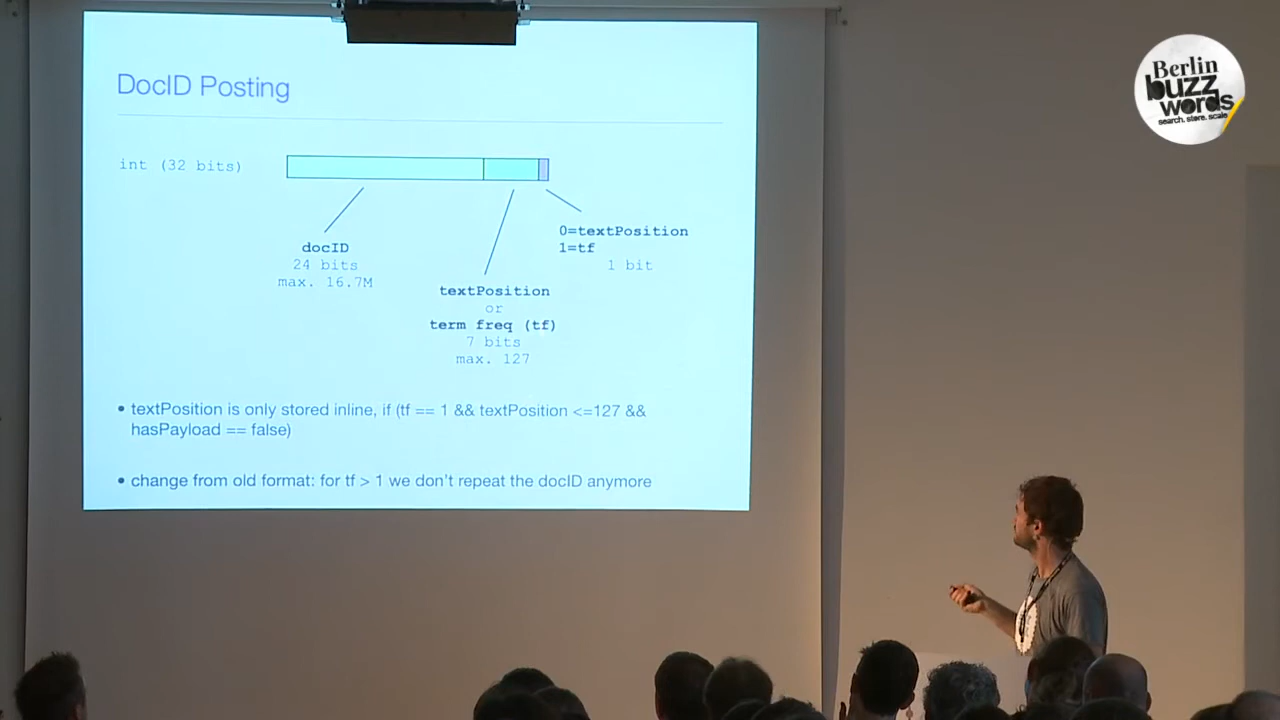 DocID Posting
int (32 bits)
docID
24 bits
max. 16.7M
textPosition
or
term freq (tf)
7 bits
max. 127
0=textPosition
1=tf
1 bit
• textPosition is only stored inline, if (tf == 1 && textPosition <=127 &&
hasPayload == false)
• change from old format: for tf > 1 we don't repeat the docID anymore
Berlin
buzz
words
search. store. scale